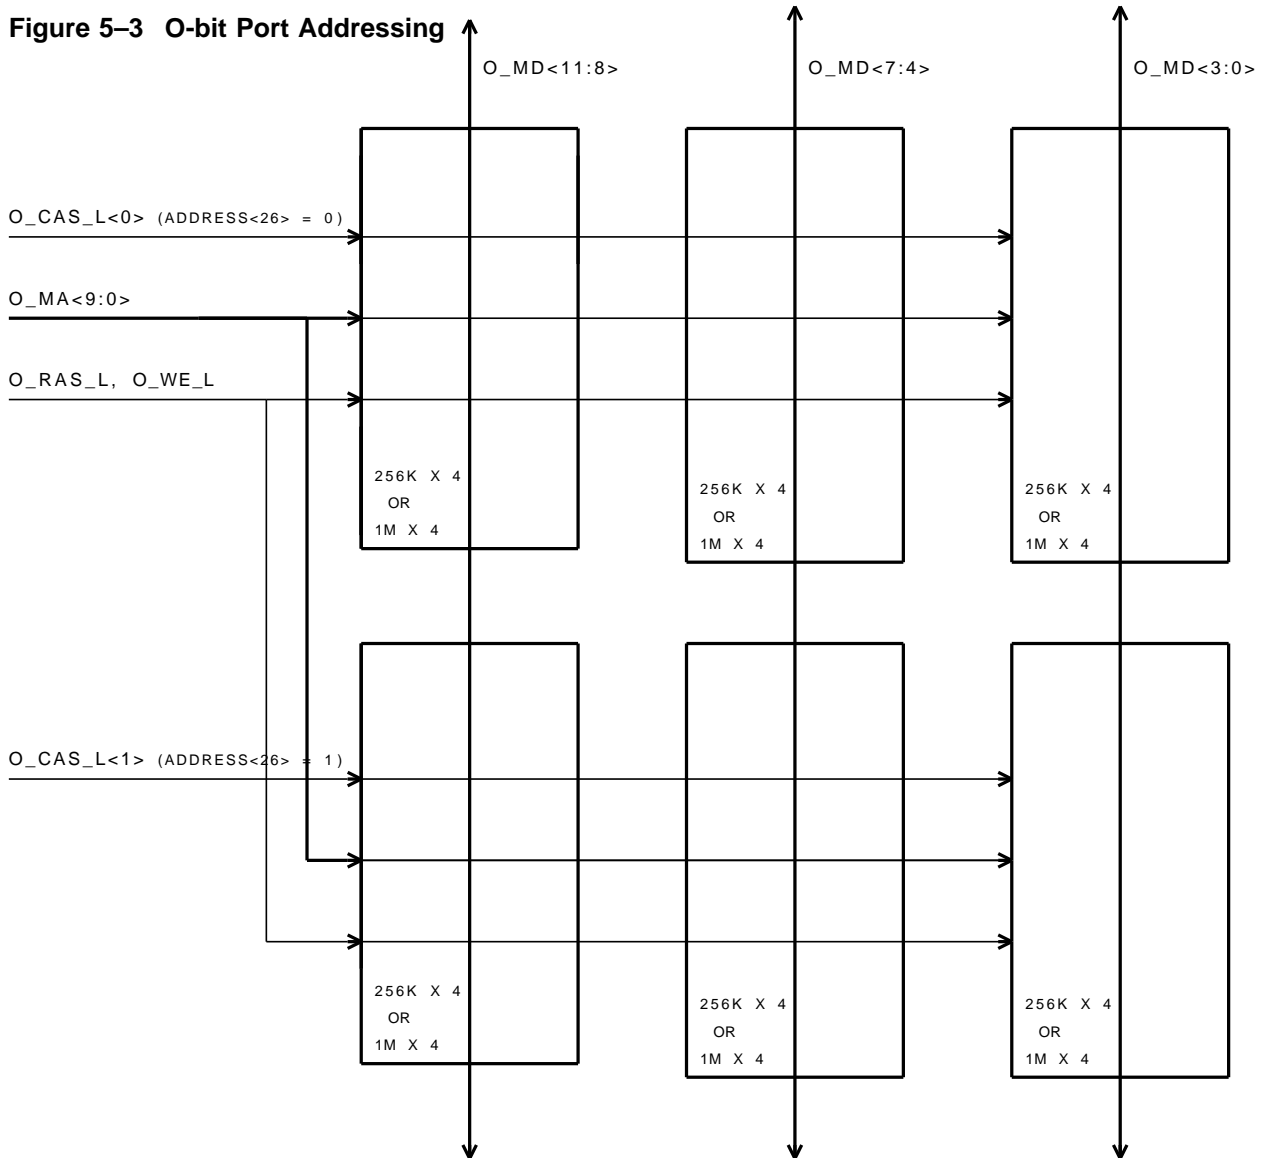 Figure 5–3 O-bit Port Addressing
O_MD<11:8>
O_MD<7:4>
O_MD<3:0>
O_CAS_L<0> (ADDRESS<26> = 0)
O_MA<9:0>
O_RAS_L, O_WE_L
256K X 4
OR
1M X 4
256K X 4
OR
1M X 4
256K X 4
OR
1M X 4
O_CAS_L<1> (ADDRESS<26> = 1)
256K X 4
OR
1M X 4
256K X 4
OR
1M X 4
256K X 4
OR
1M X 4